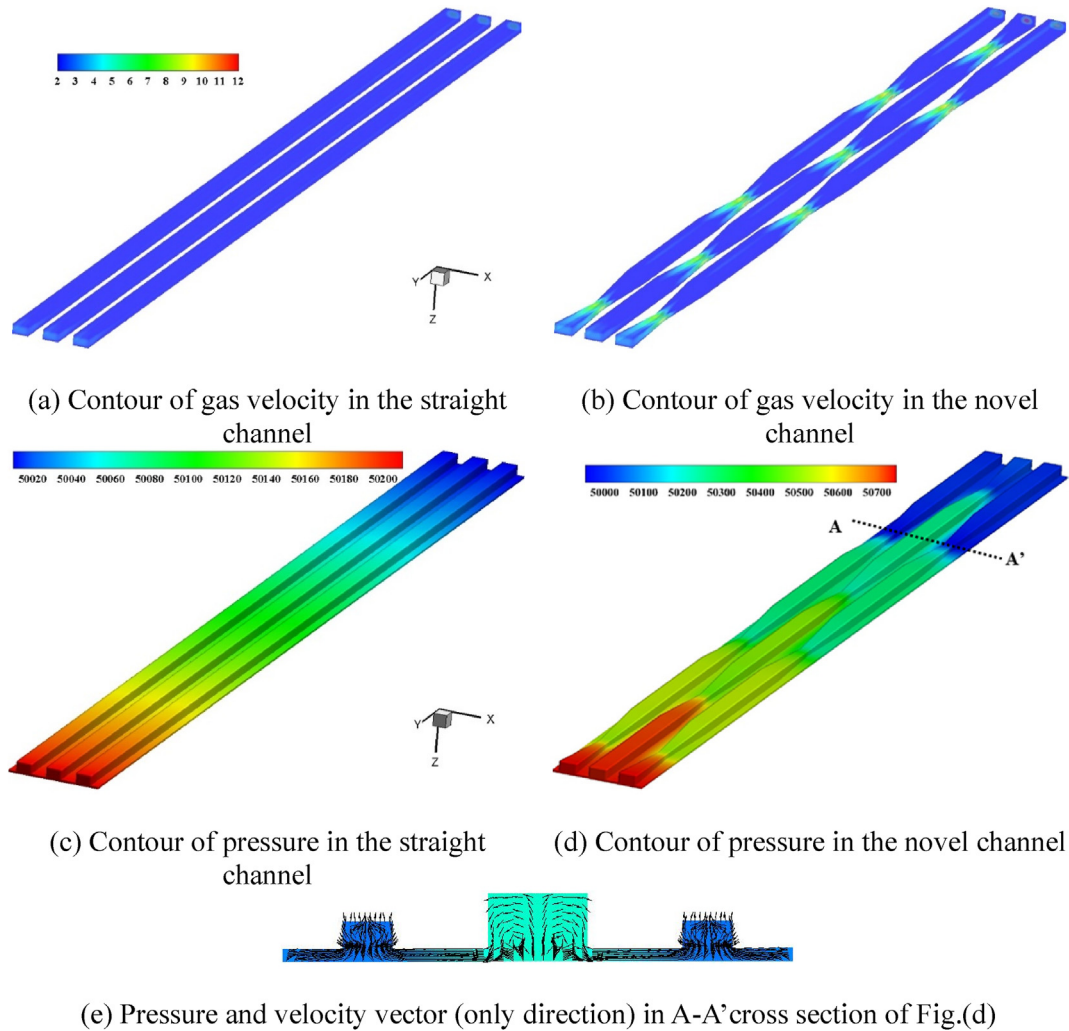 2 3 4 5 6 7 8 9 10 11 12
Y X
Z
(a) Contour of gas velocity in the straight
channel
(b) Contour of gas velocity in the novel
channel
50020 50040 50060 50080 50100 50120 50140 50160 50180 50200
50000 50100 50200 50300 50400 50500 50600 50700
A
A’
Y X
Z
(c) Contour of pressure in the straight
channel
(d) Contour of pressure in the novel channel
(e) Pressure and velocity vector (only direction) in A-A’cross section of Fig.(d)